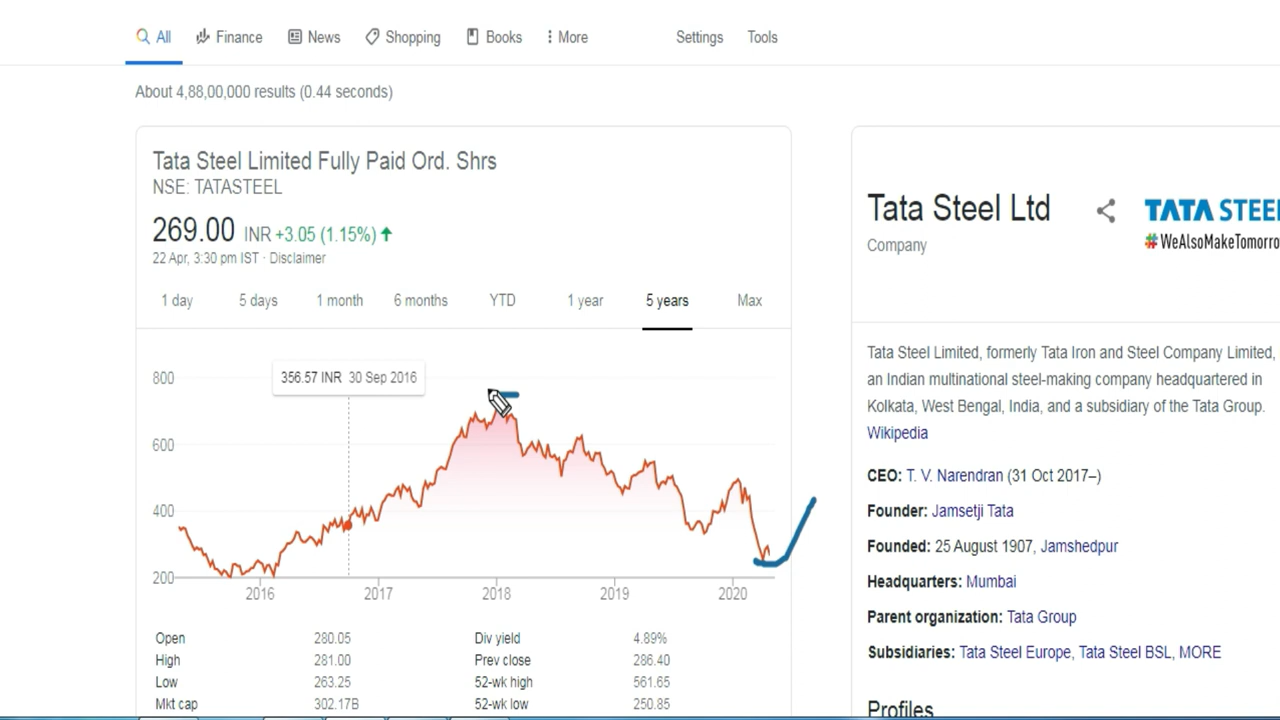 All Finance News Shopping Books More Settings Tools
About 4,88,00,000 results (0.44 seconds)
Tata Steel Limited Fully Paid Ord. Shrs
NSE: TATASTEEL
269.00 INR +3.05 (1.15%)
22 Apr, 3:30 pm IST · Disclaimer
1 day 5 days 1 month 6 months YTD 1 year 5 years Max
356.57 INR 30 Sep 2016
800
600
400
200
2016 2017 2018 2019 2020
Open 280.05 Div yield 4.89%
High 281.00 Prev close 286.40
Low 263.25 52-wk high 561.65
Mkt cap 302.17B 52-wk low 250.85
Tata Steel Ltd
Company
TATA STEEL
#WeAlsoMakeTomorro
Tata Steel Limited, formerly Tata Iron and Steel Company Limited,
an Indian multinational steel-making company headquartered in
Kolkata, West Bengal, India, and a subsidiary of the Tata Group.
Wikipedia
CEO: T. V. Narendran (31 Oct 2017–)
Founder: Jamsetji Tata
Founded: 25 August 1907, Jamshedpur
Headquarters: Mumbai
Parent organization: Tata Group
Subsidiaries: Tata Steel Europe, Tata Steel BSL, MORE
Profiles